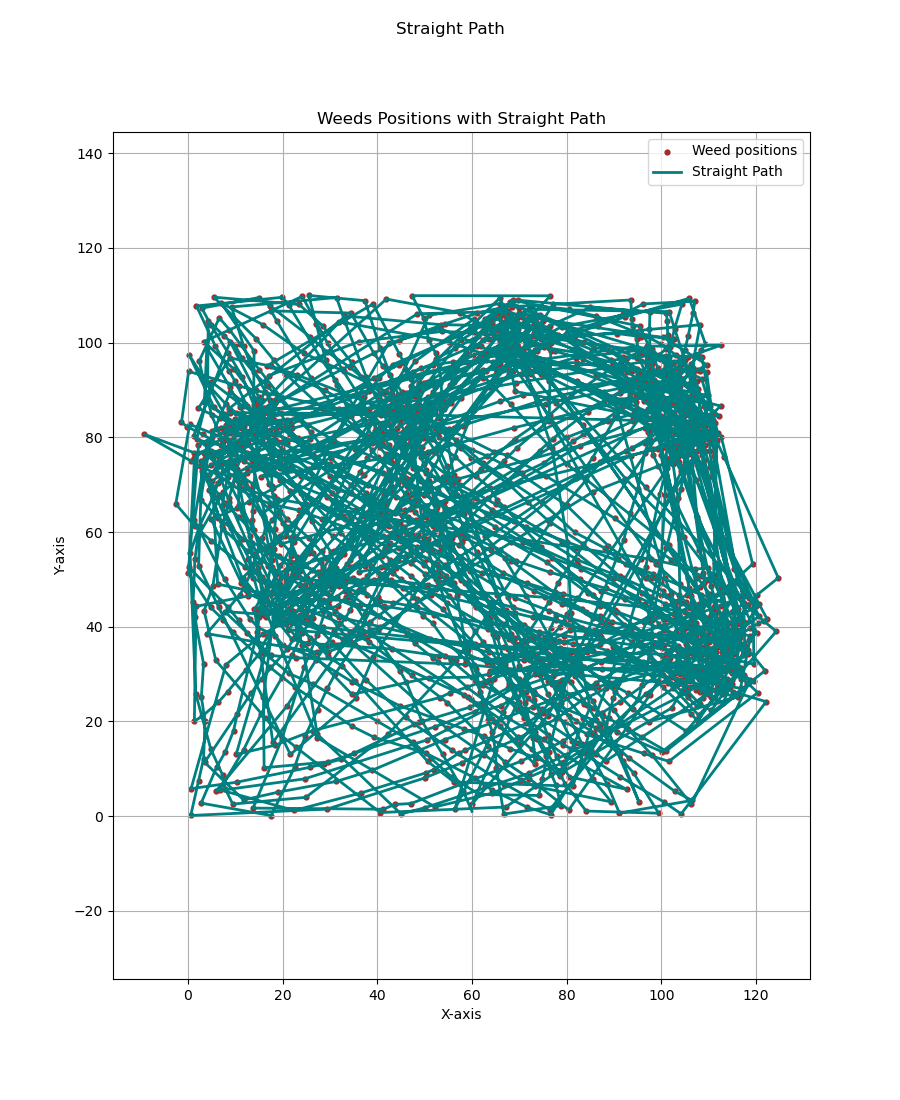 Straight Path
Weeds Positions with Straight Path
Weed positions
Straight Path
140
120
100
80
60
40
20
0
−20
Y-axis
0 20 40 60 80 100 120
X-axis